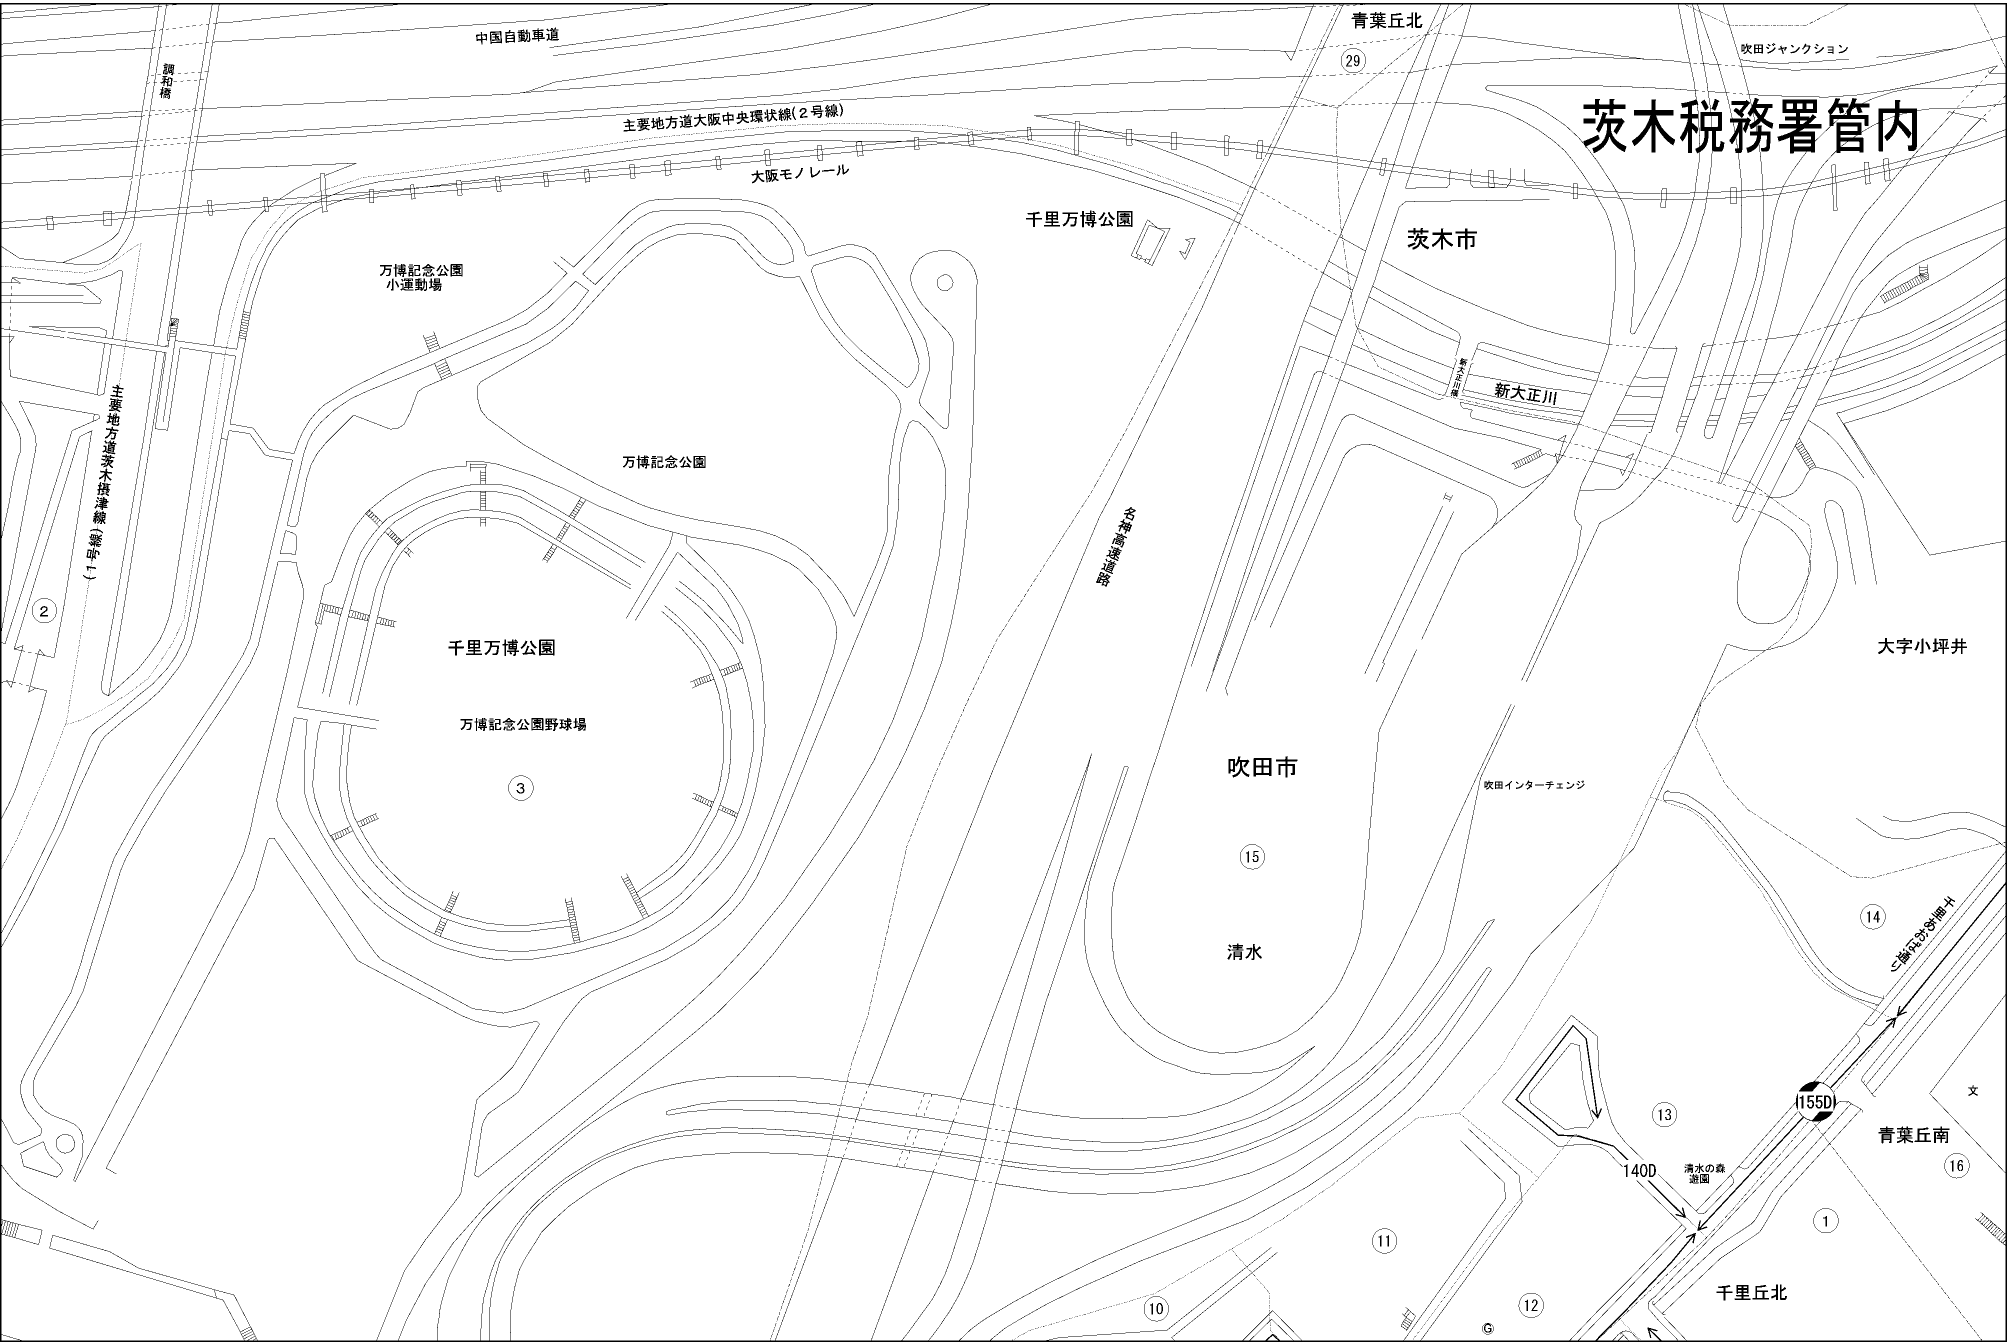 中国自動車道
調和橋
青葉丘北
29
吹田ジャンクション
茨木税務署管内
主要地方道大阪中央環状線(2号線)
大阪モノレール
千里万博公園
茨木市
万博記念公園
小運動場
新大正川橋
新大正川
主要地方道茨木摂津線(1号線)
万博記念公園
名神高速道路
2
千里万博公園
大字小坪井
万博記念公園野球場
3
吹田市
吹田インターチェンジ
15
14
千里あおば通り
清水
155D
文
13
青葉丘南
16
140D
清水の森
遊園
1
11
千里丘北
10
12
G